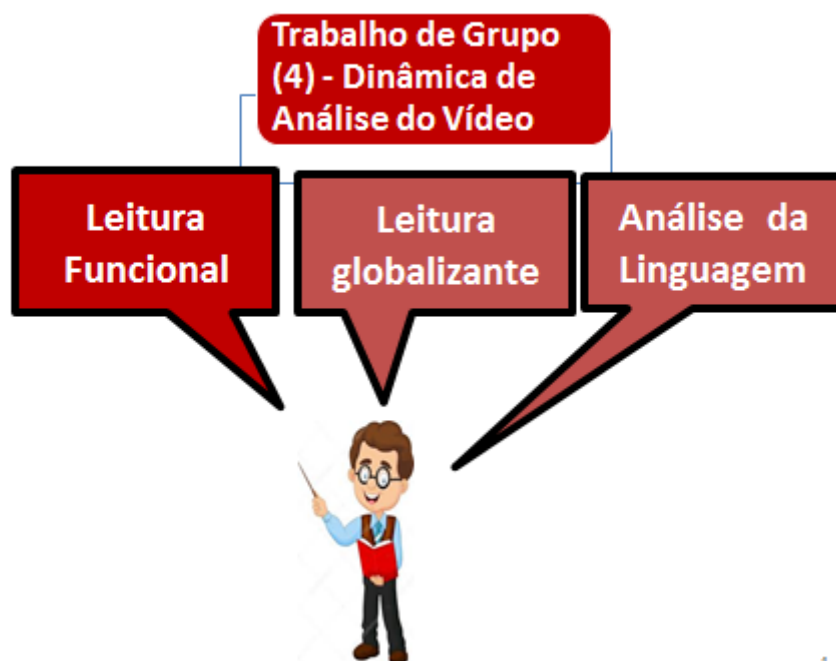 Trabalho de Grupo
(4) - Dinâmica de
Análise do Vídeo
Leitura
Funcional
Leitura
globalizante
Análise da
Linguagem